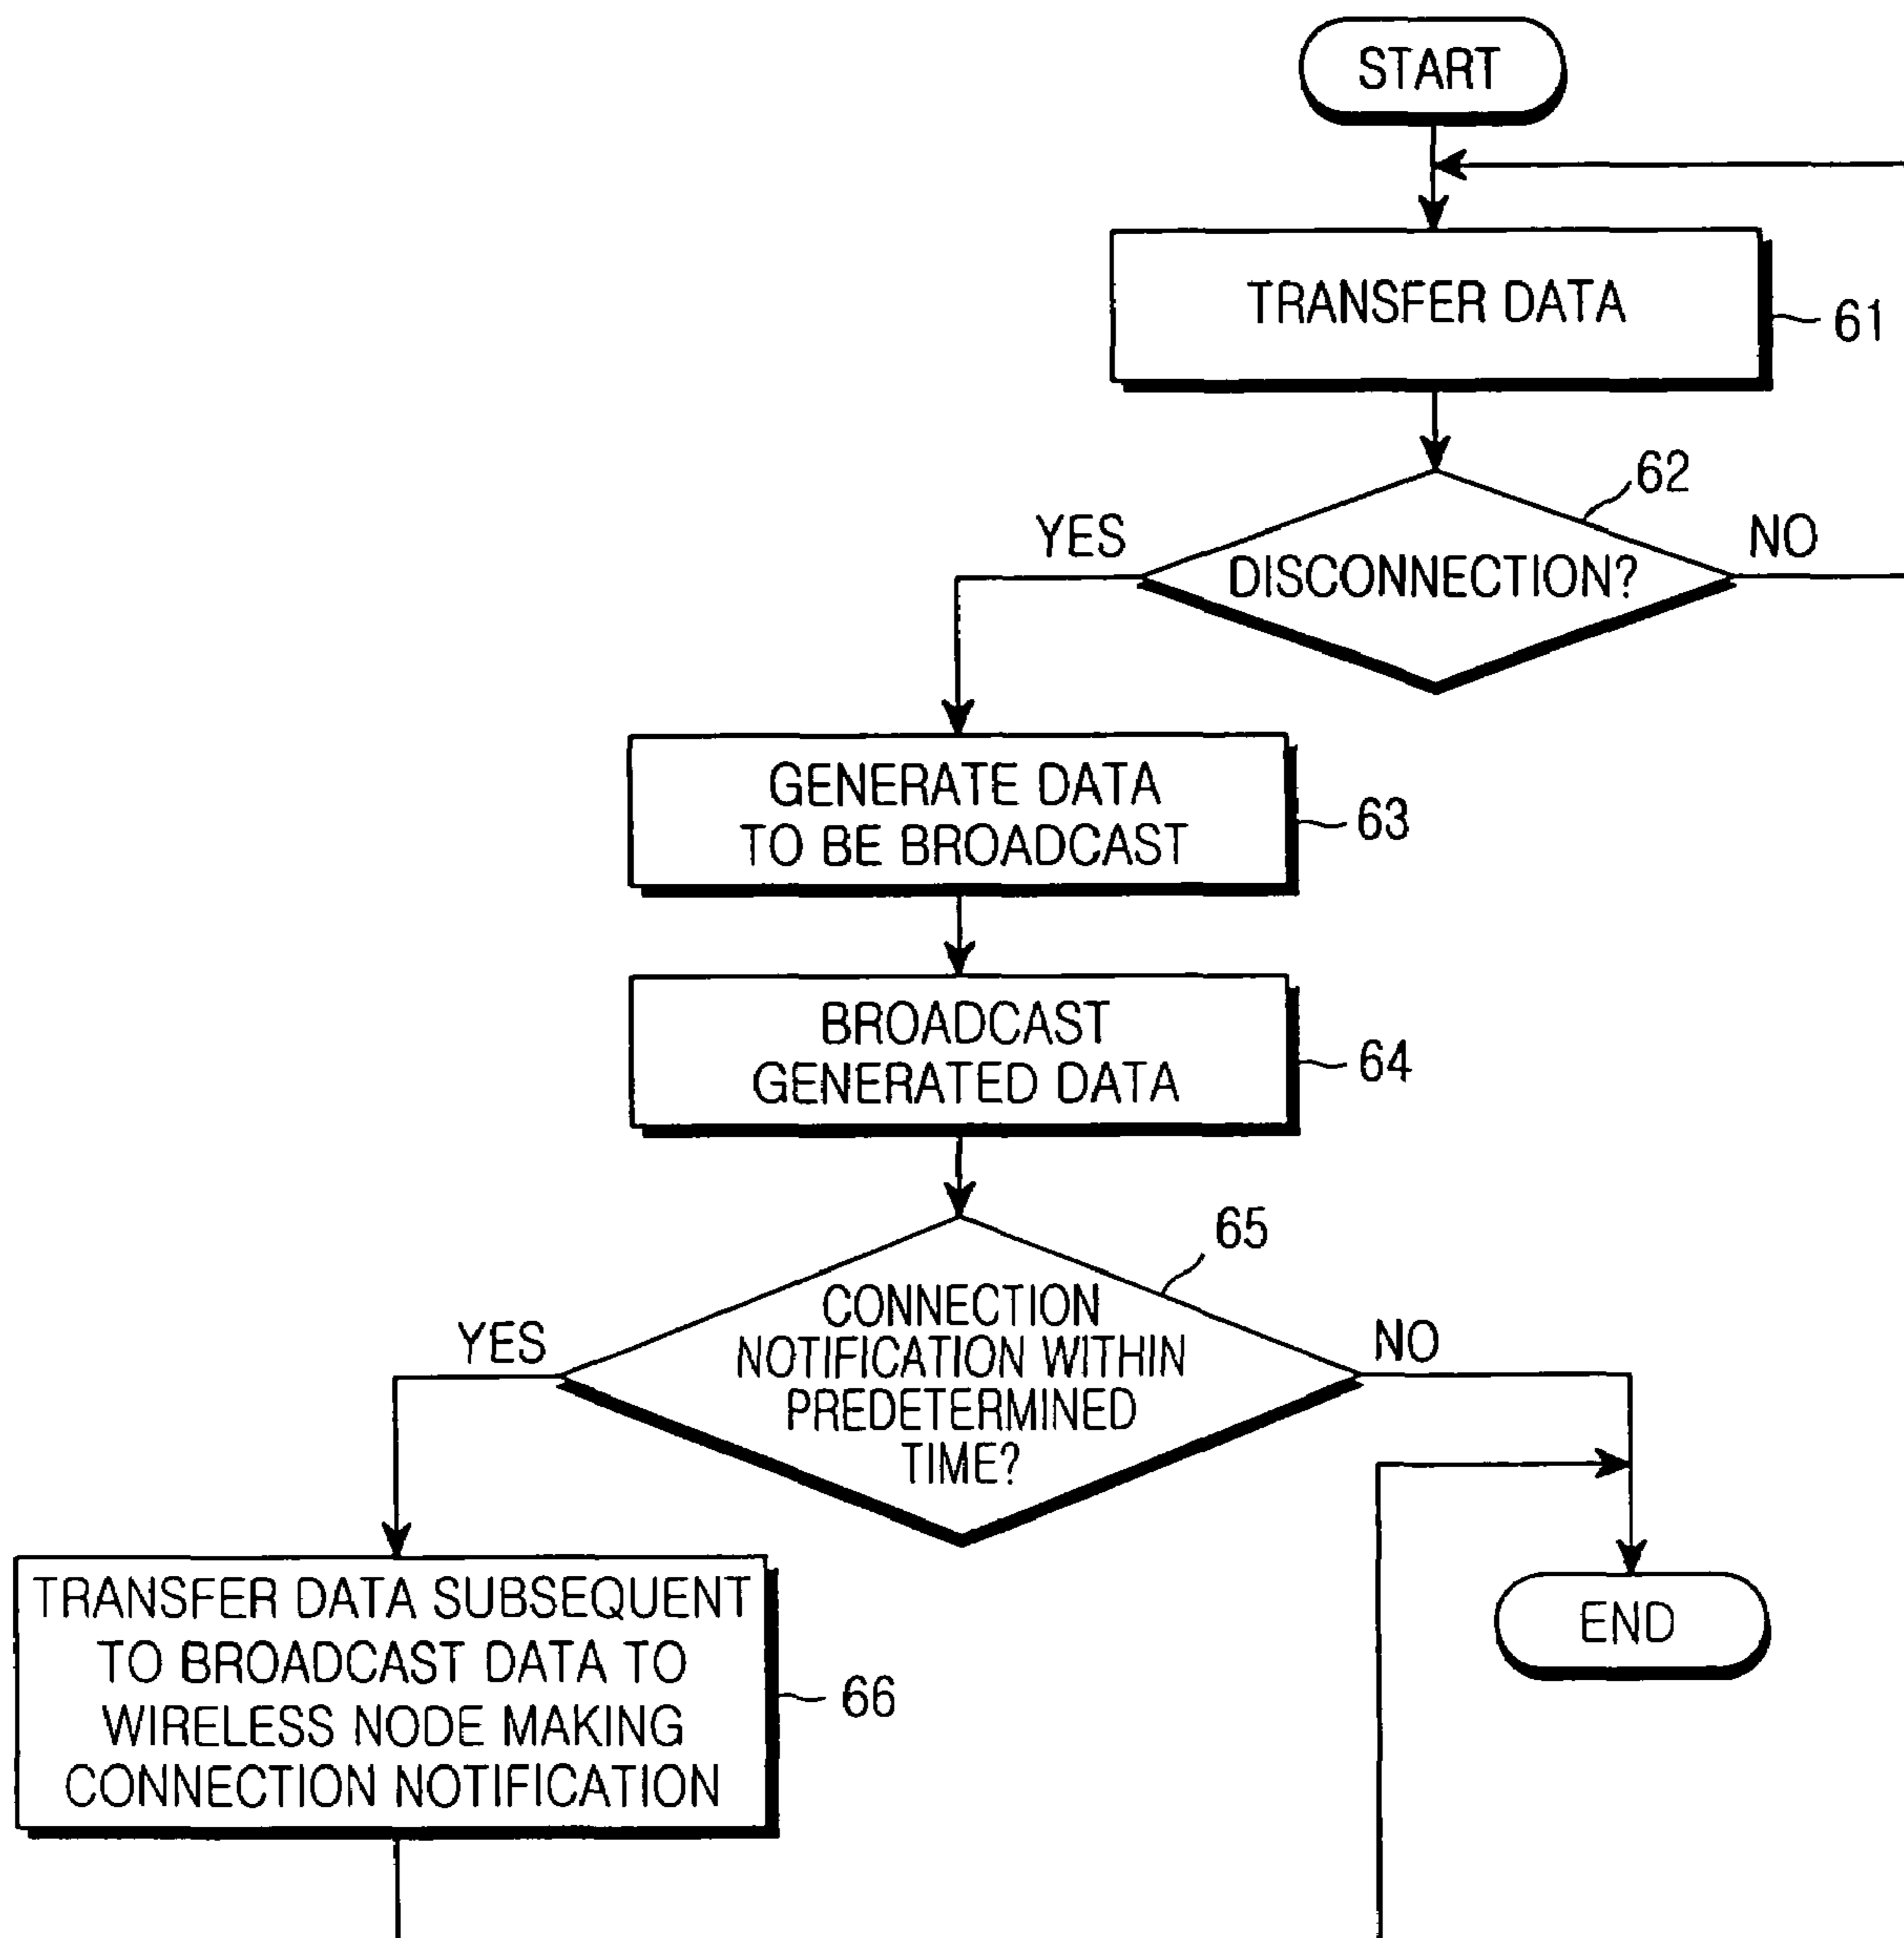 START
TRANSFER DATA
61
62
YES
DISCONNECTION?
NO
GENERATE DATA
TO BE BROADCAST
63
BROADCAST
GENERATED DATA
64
65
YES
CONNECTION
NOTIFICATION WITHIN
PREDETERMINED
TIME?
NO
TRANSFER DATA SUBSEQUENT
TO BROADCAST DATA TO
WIRELESS NODE MAKING
CONNECTION NOTIFICATION
66
END